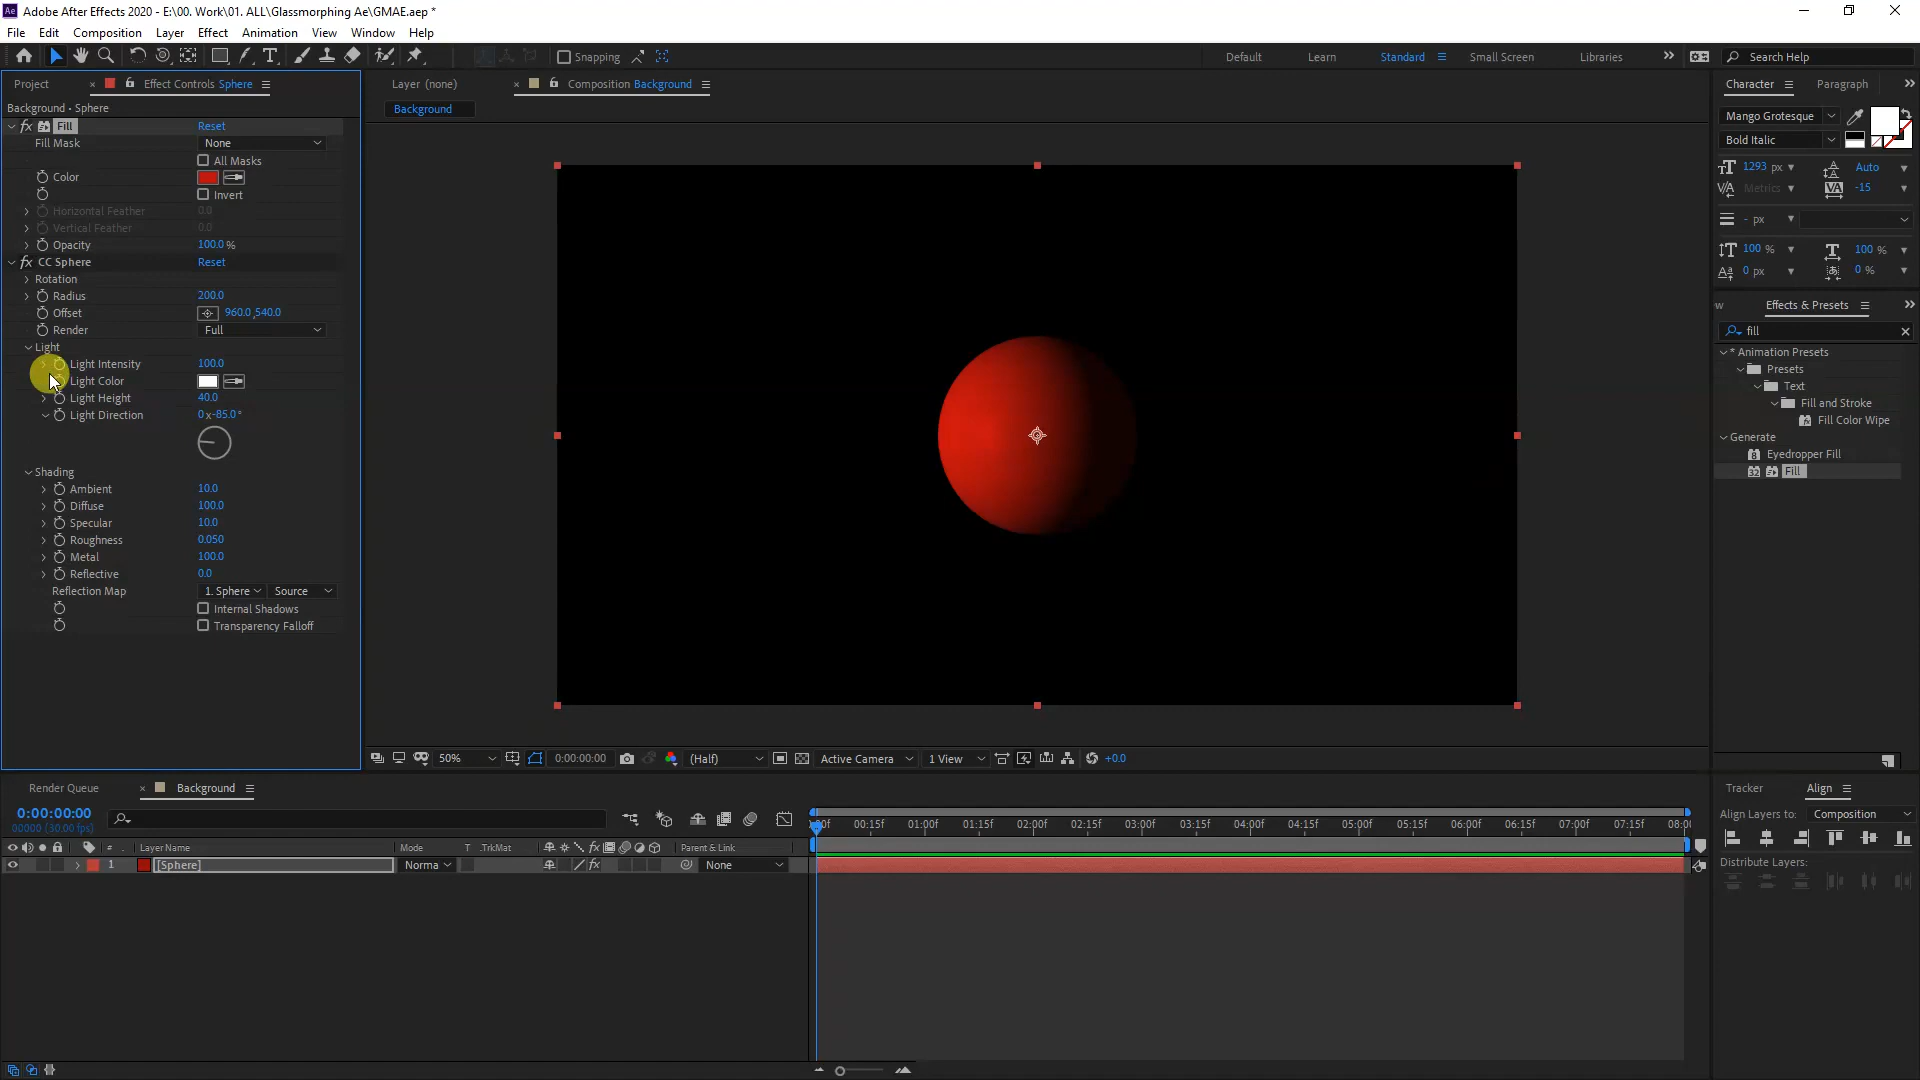 Adobe After Effects 2020 - E:\00. Work\01. ALL\Glassmorphing Ae\GMAE.aep *
File Edit Composition Layer Effect Animation View Window Help
Snapping Default Learn Standard Small Screen Libraries Search Help
Project Effect Controls Sphere Layer (none) Composition Background Character Paragraph
Background • Sphere Background
Fill Reset
Fill Mask None
All Masks
Color
Invert
Horizontal Feather 0.0
Vertical Feather 0.0
Opacity 100.0 %
CC Sphere Reset
Rotation
Radius 200.0
Offset 960.0 ,540.0
Render Full
Light
Light Intensity 100.0
Light Color
Light Height 40.0
Light Direction 0 x -85.0 °
Shading
Ambient 10.0
Diffuse 100.0
Specular 10.0
Roughness 0.050
Metal 100.0
Reflective 0.0
Reflection Map 1. Sphere Source
Internal Shadows
Transparency Falloff
Mango Grotesque
Bold Italic
1293 px Auto
Metrics -15
- px
100 % 100 %
0 px 0 %
Effects & Presets
fill
* Animation Presets
Presets
Text
Fill and Stroke
Fill Color Wipe
Generate
Eyedropper Fill
Fill
50% 0:00:00:00 (Half) Active Camera 1 View +0.0
Render Queue Background Tracker Align
0:00:00:00
00000 (30.00 fps)
Align Layers to: Composition
00:15f 01:00f 01:15f 02:00f 02:15f 03:00f 03:15f 04:00f 04:15f 05:00f 05:15f 06:00f 06:15f 07:00f 07:15f
# Layer Name Mode T .TrkMat Parent & Link
1 [Sphere] Norma None
Distribute Layers: